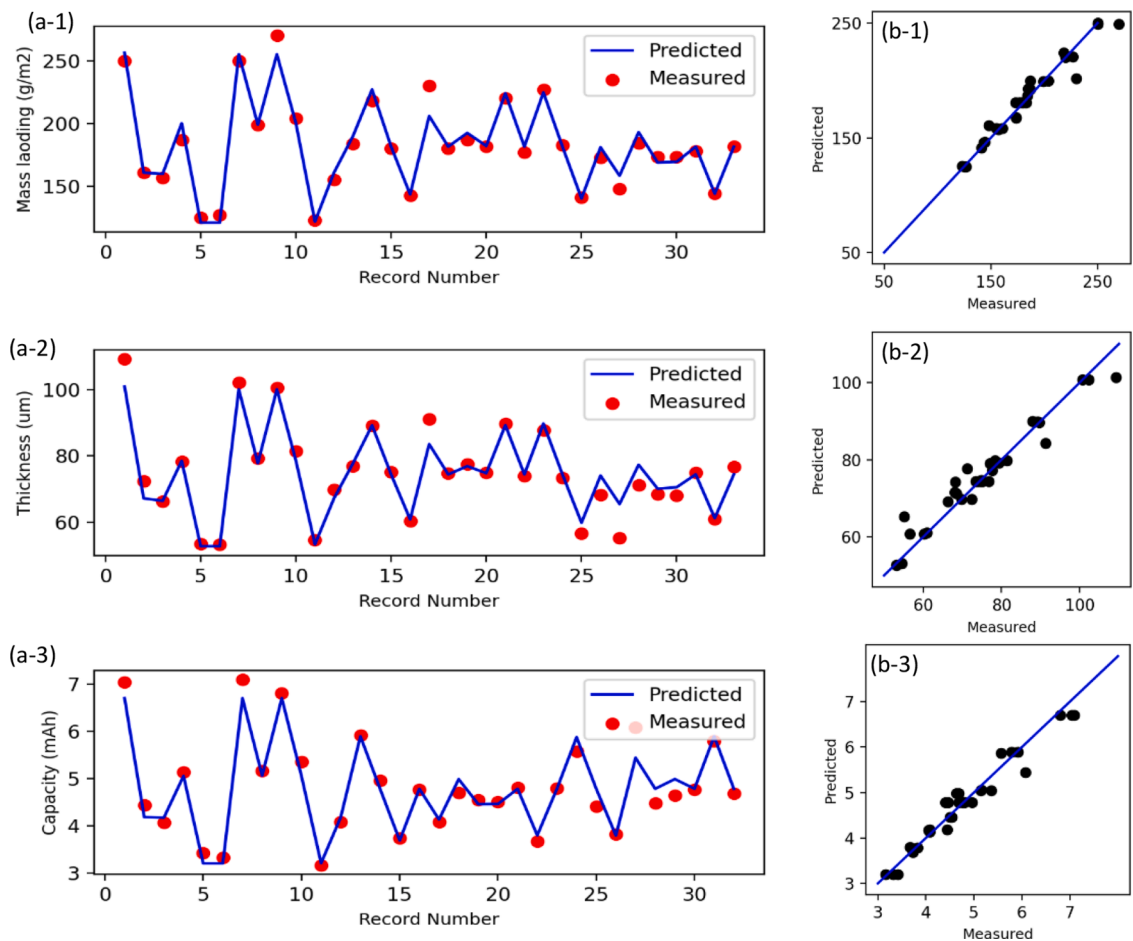 (a-1)
Mass laoding (g/m2)
250
200
150
Predicted
Measured
0 5 10 15 20 25 30
Record Number
(b-1)
Predicted
250
150
50
50 150 250
Measured
(a-2)
Thickness (um)
100
80
60
Predicted
Measured
0 5 10 15 20 25 30
Record Number
(b-2)
Predicted
100
80
60
60 80 100
Measured
(a-3)
Capacity (mAh)
7
6
5
4
3
Predicted
Measured
0 5 10 15 20 25 30
Record Number
(b-3)
Predicted
7
6
5
4
3
3 4 5 6 7
Measured